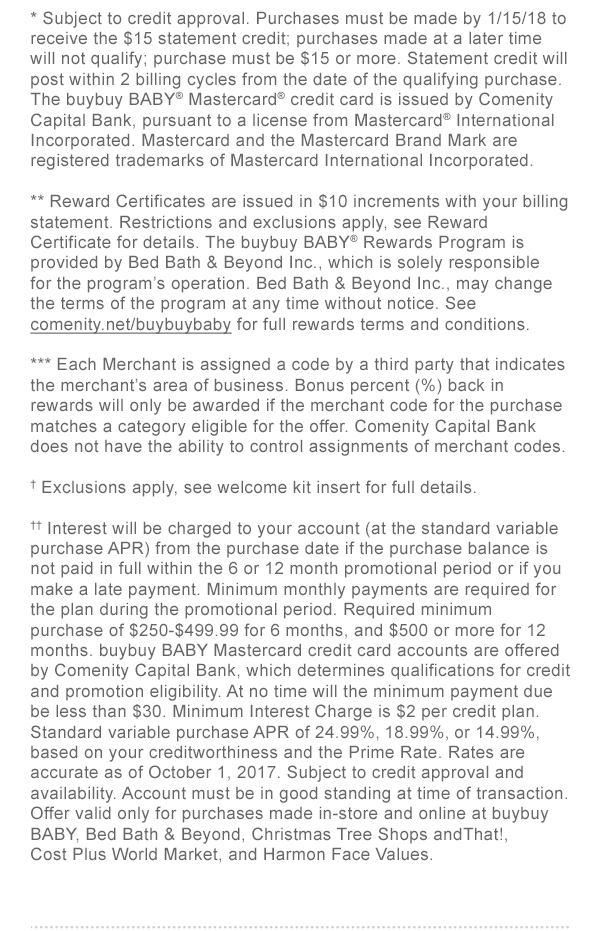 * Subject to credit approval. Purchases must be made by 1/15/18 to
receive the $15 statement credit; purchases made at a later time
will not qualify; purchase must be $15 or more. Statement credit will
post within 2 billing cycles from the date of the qualifying purchase.
The buybuy BABY® Mastercard® credit card is issued by Comenity
Capital Bank, pursuant to a license from Mastercard® International
Incorporated. Mastercard and the Mastercard Brand Mark are
registered trademarks of Mastercard International Incorporated.
** Reward Certificates are issued in $10 increments with your billing
statement. Restrictions and exclusions apply, see Reward
Certificate for details. The buybuy BABY® Rewards Program is
provided by Bed Bath & Beyond Inc., which is solely responsible
for the program's operation. Bed Bath & Beyond Inc., may change
the terms of the program at any time without notice. See
comenity.net/buybuybaby for full rewards terms and conditions.
*** Each Merchant is assigned a code by a third party that indicates
the merchant's area of business. Bonus percent (%) back in
rewards will only be awarded if the merchant code for the purchase
matches a category eligible for the offer. Comenity Capital Bank
does not have the ability to control assignments of merchant codes.
† Exclusions apply, see welcome kit insert for full details.
†† Interest will be charged to your account (at the standard variable
purchase APR) from the purchase date if the purchase balance is
not paid in full within the 6 or 12 month promotional period or if you
make a late payment. Minimum monthly payments are required for
the plan during the promotional period. Required minimum
purchase of $250-$499.99 for 6 months, and $500 or more for 12
months. buybuy BABY Mastercard credit card accounts are offered
by Comenity Capital Bank, which determines qualifications for credit
and promotion eligibility. At no time will the minimum payment due
be less than $30. Minimum Interest Charge is $2 per credit plan.
Standard variable purchase APR of 24.99%, 18.99%, or 14.99%,
based on your creditworthiness and the Prime Rate. Rates are
accurate as of October 1, 2017. Subject to credit approval and
availability. Account must be in good standing at time of transaction.
Offer valid only for purchases made in-store and online at buybuy
BABY, Bed Bath & Beyond, Christmas Tree Shops andThat!,
Cost Plus World Market, and Harmon Face Values.